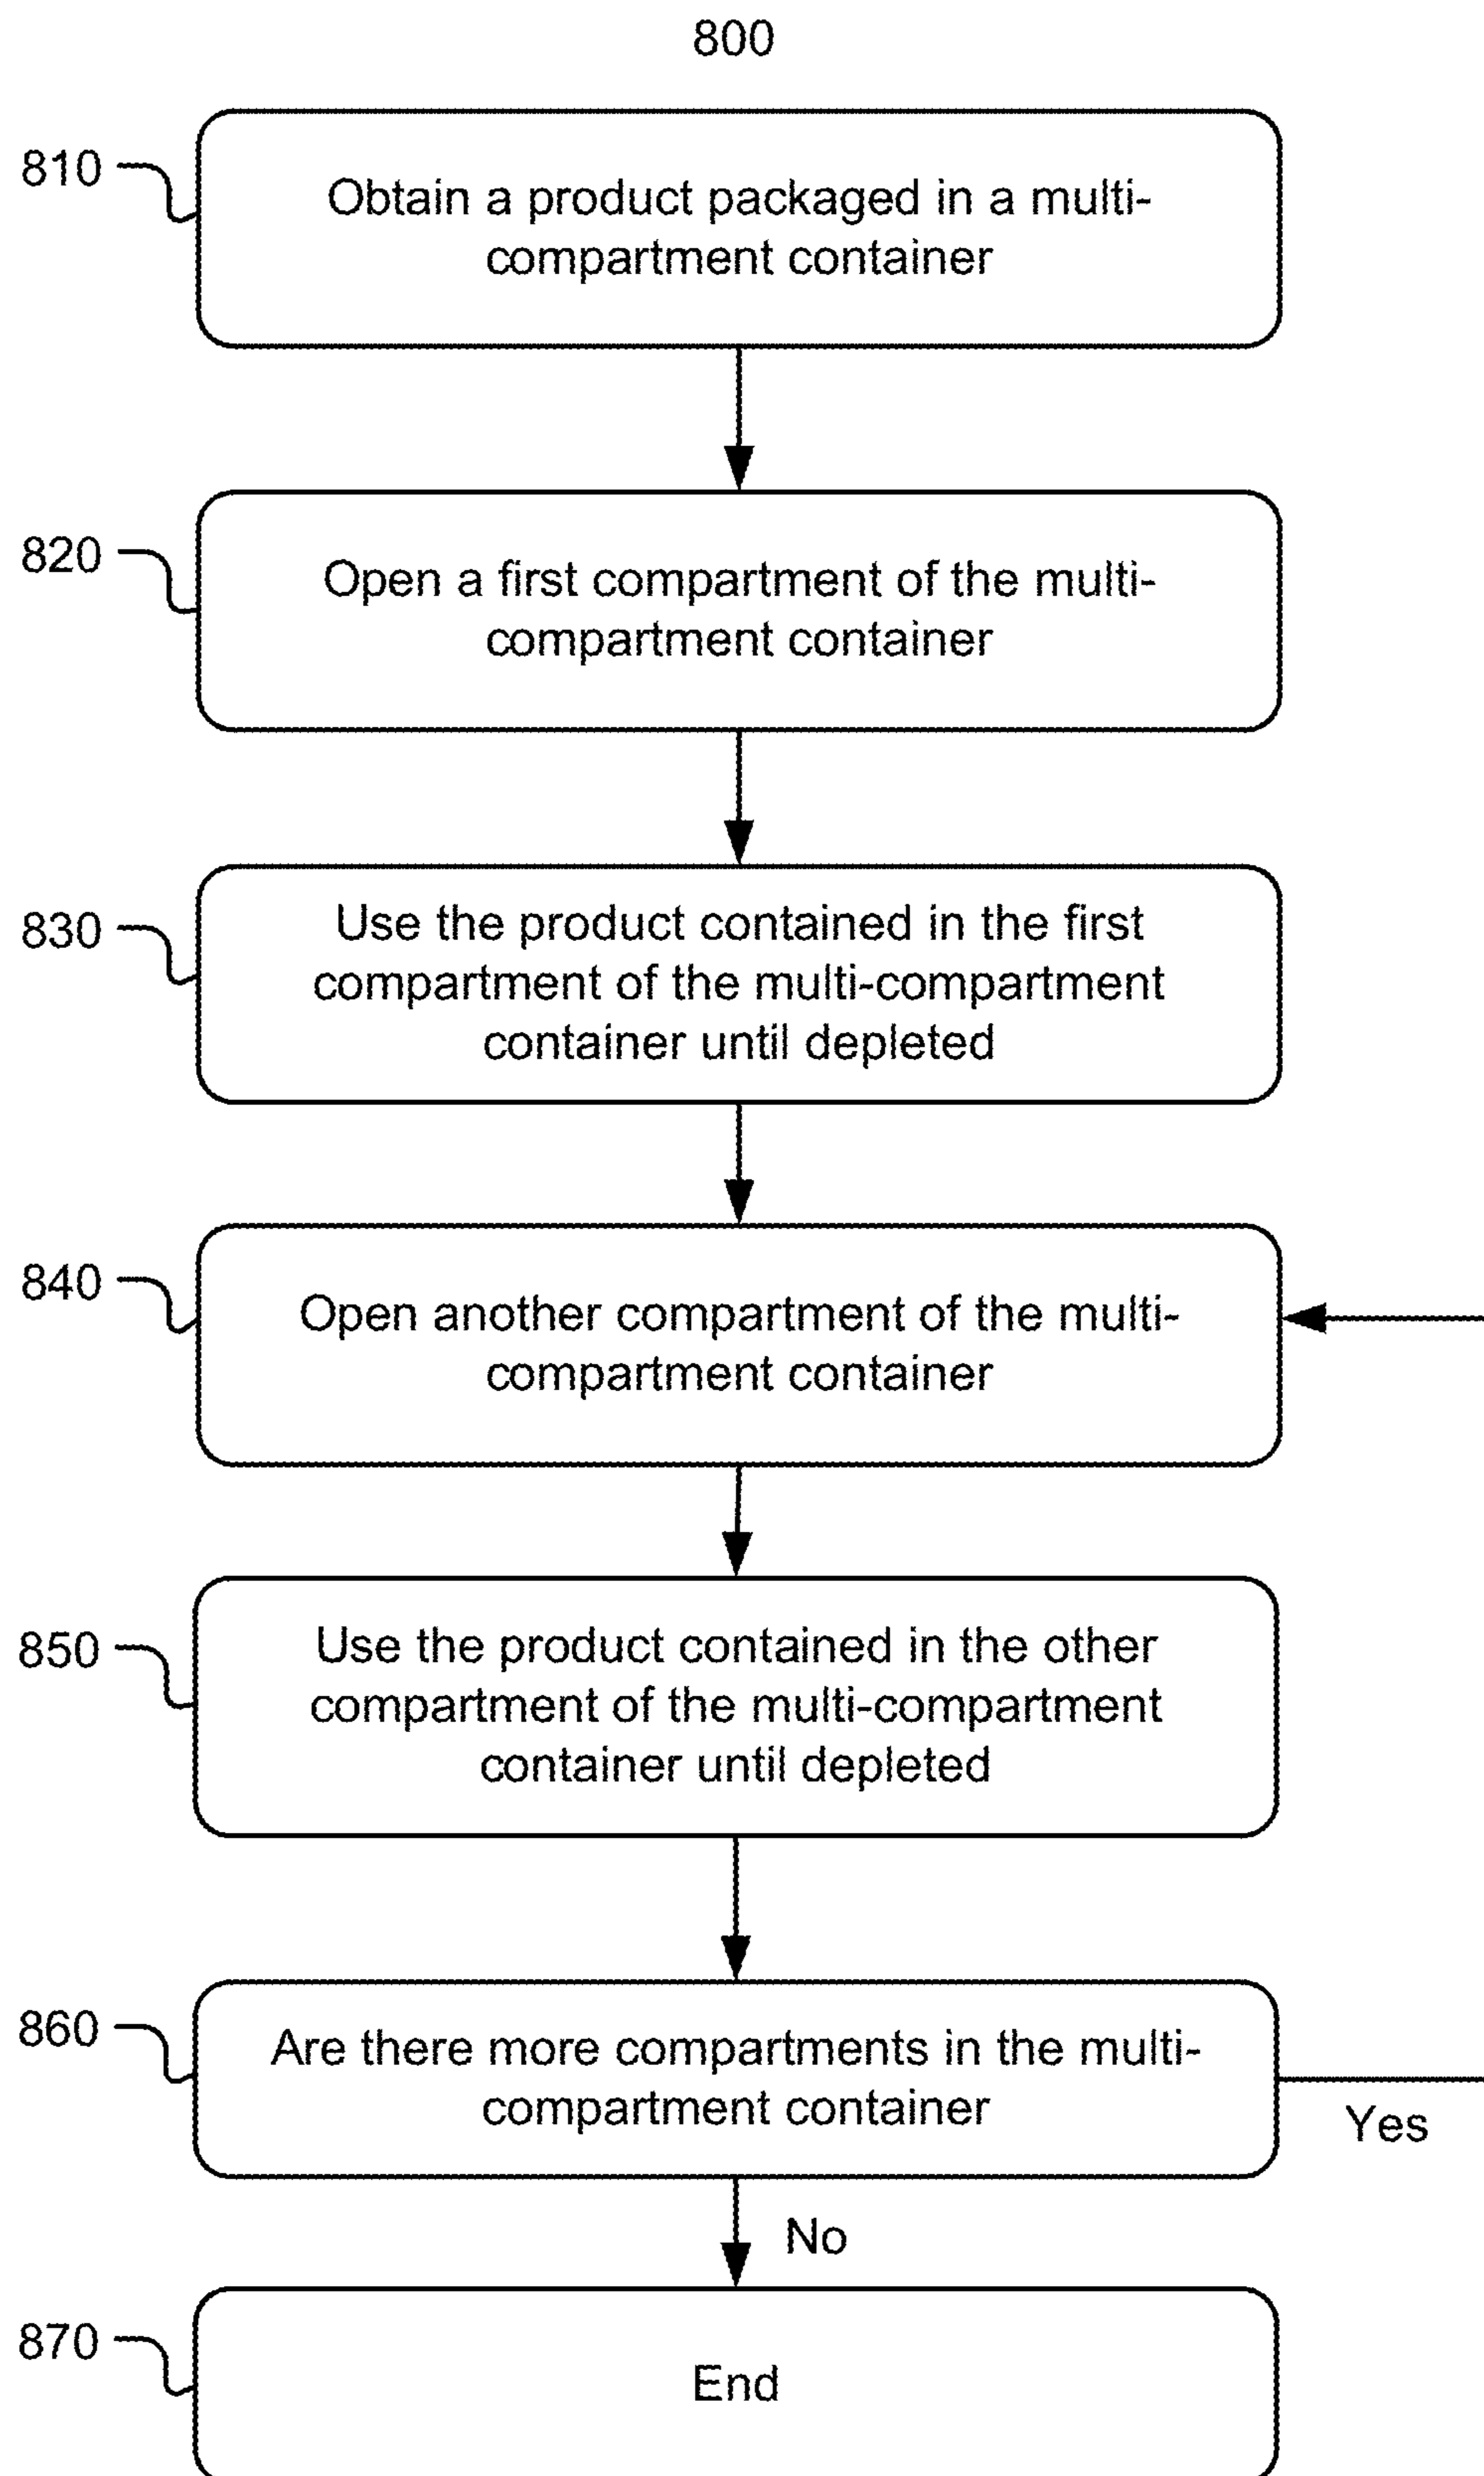 800
810
Obtain a product packaged in a multi-
compartment container
820
Open a first compartment of the multi-
compartment container
830
Use the product contained in the first
compartment of the multi-compartment
container until depleted
840
Open another compartment of the multi-
compartment container
850
Use the product contained in the other
compartment of the multi-compartment
container until depleted
860
Are there more compartments in the multi-
compartment container
Yes
No
870
End